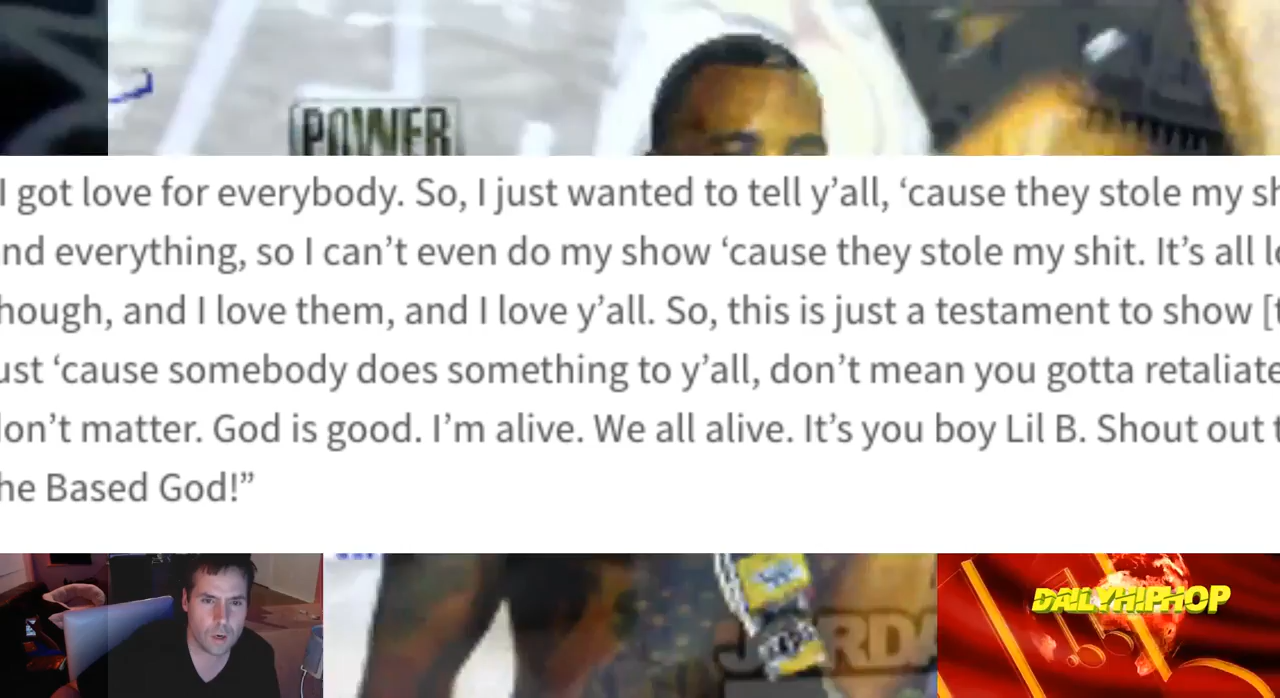 POWER
I got love for everybody. So, I just wanted to tell y’all, ‘cause they stole my sh
nd everything, so I can’t even do my show ‘cause they stole my shit. It’s all lo
hough, and I love them, and I love y’all. So, this is just a testament to show [t
ust ‘cause somebody does something to y’all, don’t mean you gotta retaliate
on’t matter. God is good. I’m alive. We all alive. It’s you boy Lil B. Shout out t
he Based God!”
JORDA
DAILYHIPHOP